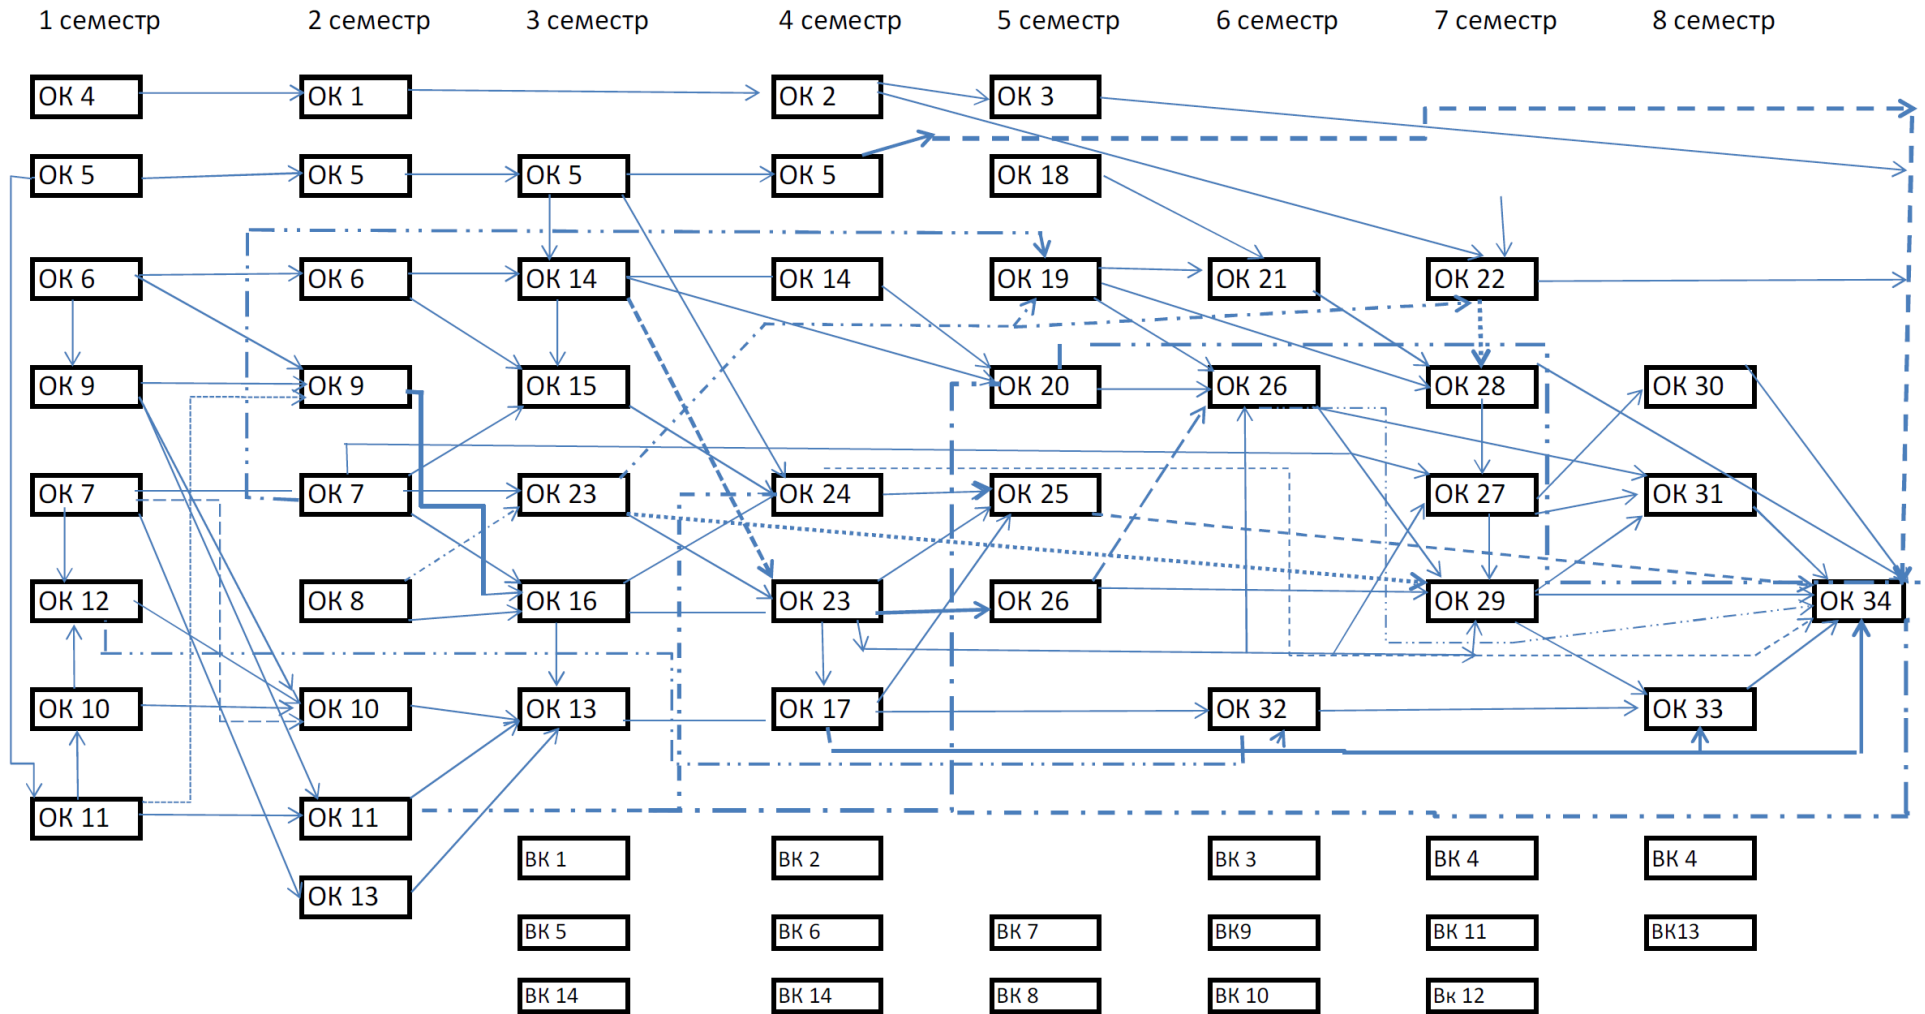 1 семестр 2 семестр 3 семестр 4 семестр 5 семестр 6 семестр 7 семестр 8 семестр
ОК 4 ОК 1 ОК 2 ОК 3
ОК 5 ОК 5 ОК 5 ОК 5 ОК 18
ОК 6 ОК 6 ОК 14 ОК 14 ОК 19 ОК 21 ОК 22
ОК 9 ОК 9 ОК 15 ОК 20 ОК 26 ОК 28 ОК 30
ОК 7 ОК 7 ОК 23 ОК 24 ОК 25 ОК 27 ОК 31
ОК 12 ОК 8 ОК 16 ОК 23 ОК 26 ОК 29 ОК 34
ОК 10 ОК 10 ОК 13 ОК 17 ОК 32 ОК 33
ОК 11 ОК 11
ВК 1 ВК 2 ВК 3 ВК 4 ВК 4
ОК 13
ВК 5 ВК 6 ВК 7 ВК9 ВК 11 ВК13
ВК 14 ВК 14 ВК 8 ВК 10 Вк 12